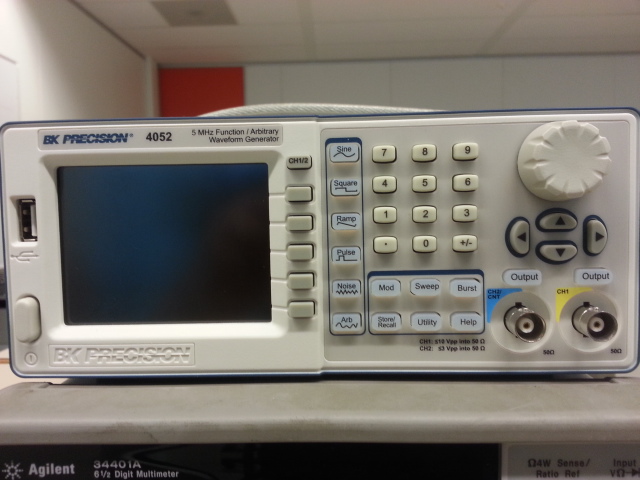 BK PRECISION® 4052
5 MHz Function / Arbitrary
Waveform Generator
CH1/2
Sine
Square
Ramp
Pulse
Noise
Arb
7 8 9
4 5 6
1 2 3
. 0 +/-
Mod Sweep Burst
Store/
Recall Utility Help
Output Output
CH2/
CNT
CH1
50Ω 50Ω
CH1: ≤10 Vpp into 50 Ω
CH2: ≤3 Vpp into 50 Ω
BK PRECISION
Agilent 34401A
6½ Digit Multimeter
Ω4W Sense/
Ratio Ref
Input
VΩ